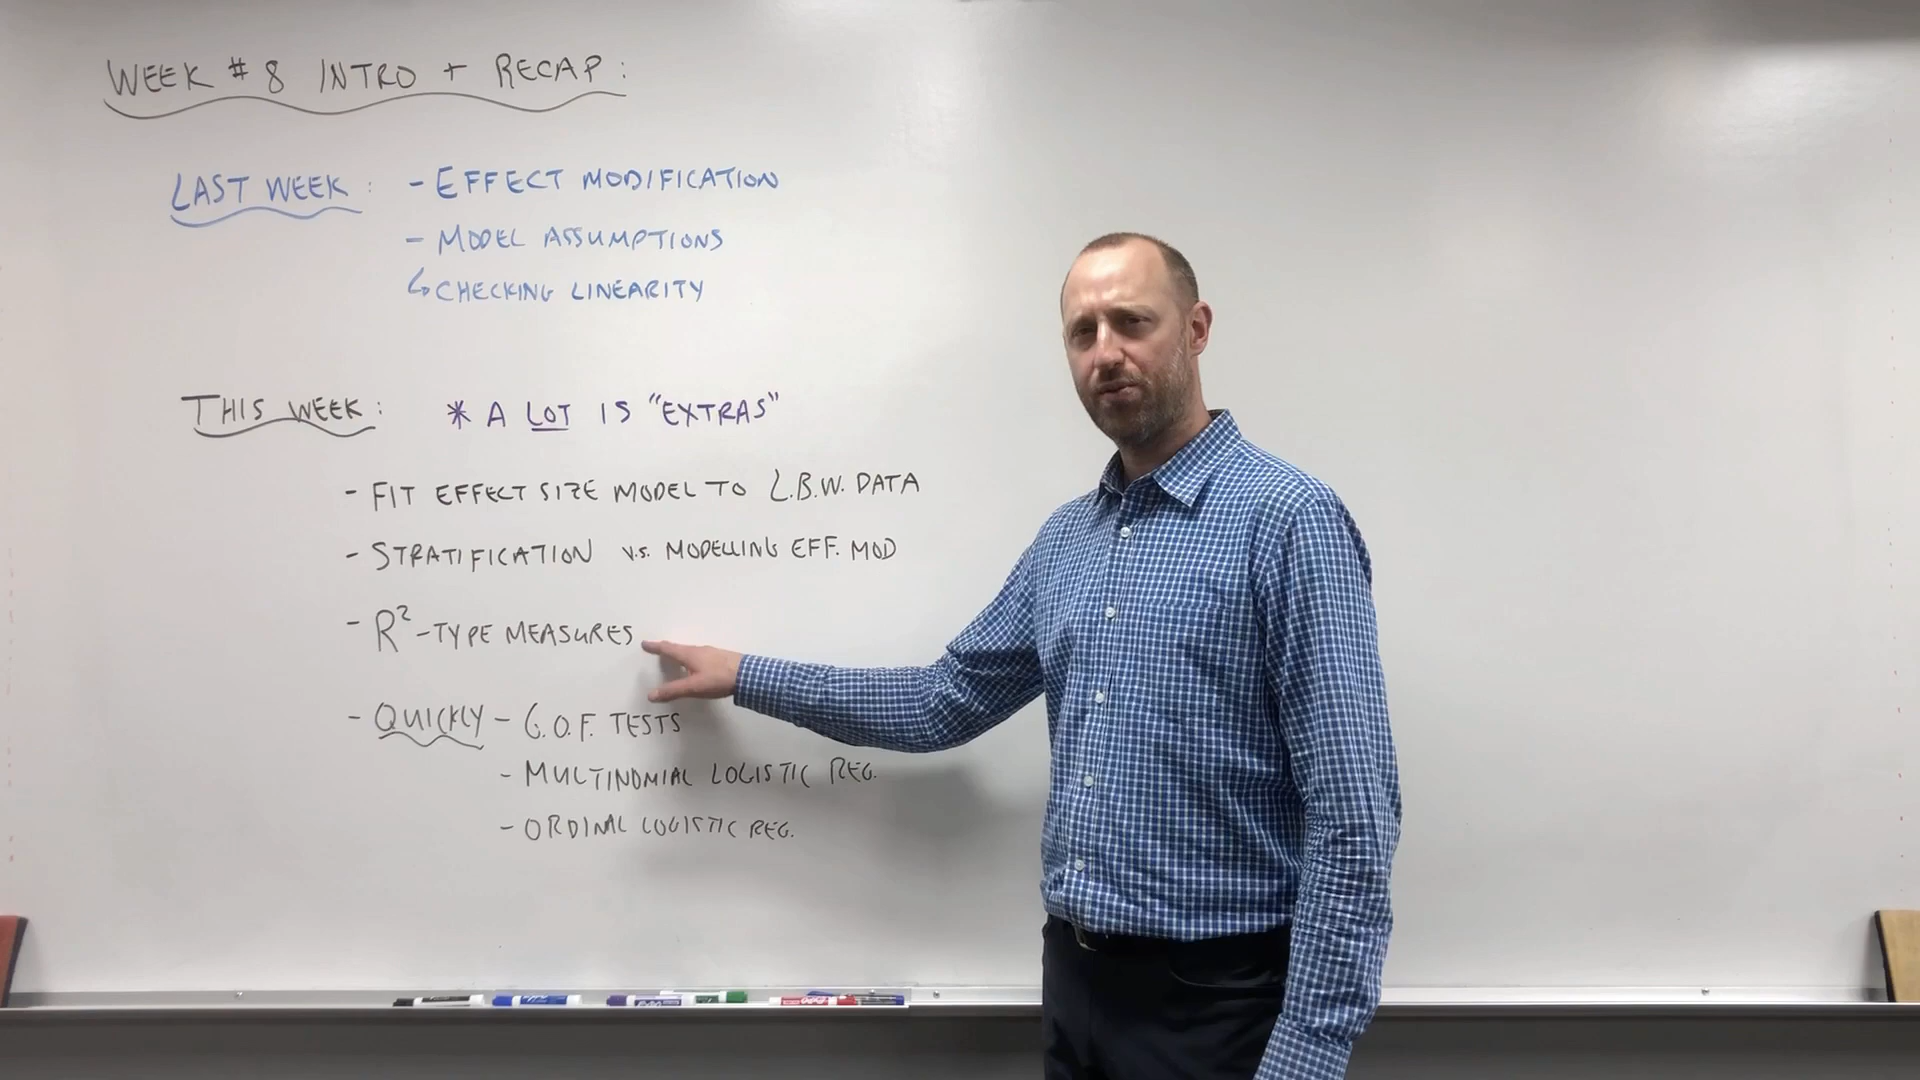 WEEK # 8 INTRO + RECAP:
LAST WEEK: - EFFECT MODIFICATION
- MODEL ASSUMPTIONS
↳ CHECKING LINEARITY
THIS WEEK: * A LOT IS "EXTRAS"
- FIT EFFECT SIZE MODEL TO L.B.W. DATA
- STRATIFICATION v.s. MODELLING EFF. MOD
- R²-TYPE MEASURES
- QUICKLY - G.O.F. TESTS
- MULTINOMIAL LOGISTIC REG.
- ORDINAL LOGISTIC REG.